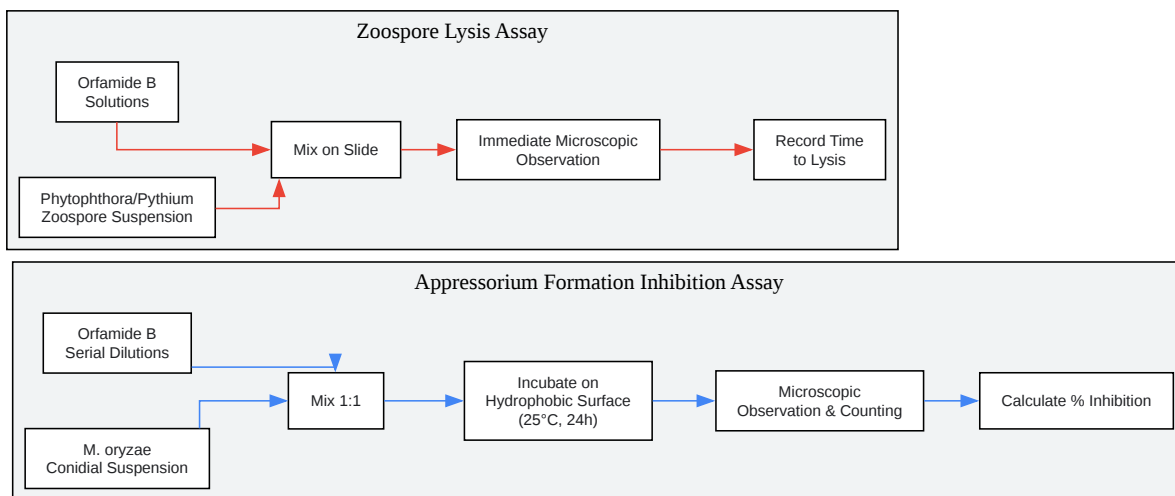 Zoospore Lysis Assay
Orfamide B
Solutions
Mix on Slide
Immediate Microscopic
Observation
Record Time
to Lysis
Phytophthora/Pythium
Zoospore Suspension
Appressorium Formation Inhibition Assay
Orfamide B
Serial Dilutions
Mix 1:1
Incubate on
Hydrophobic Surface
(25°C, 24h)
Microscopic
Observation & Counting
Calculate % Inhibition
M. oryzae
Conidial Suspension